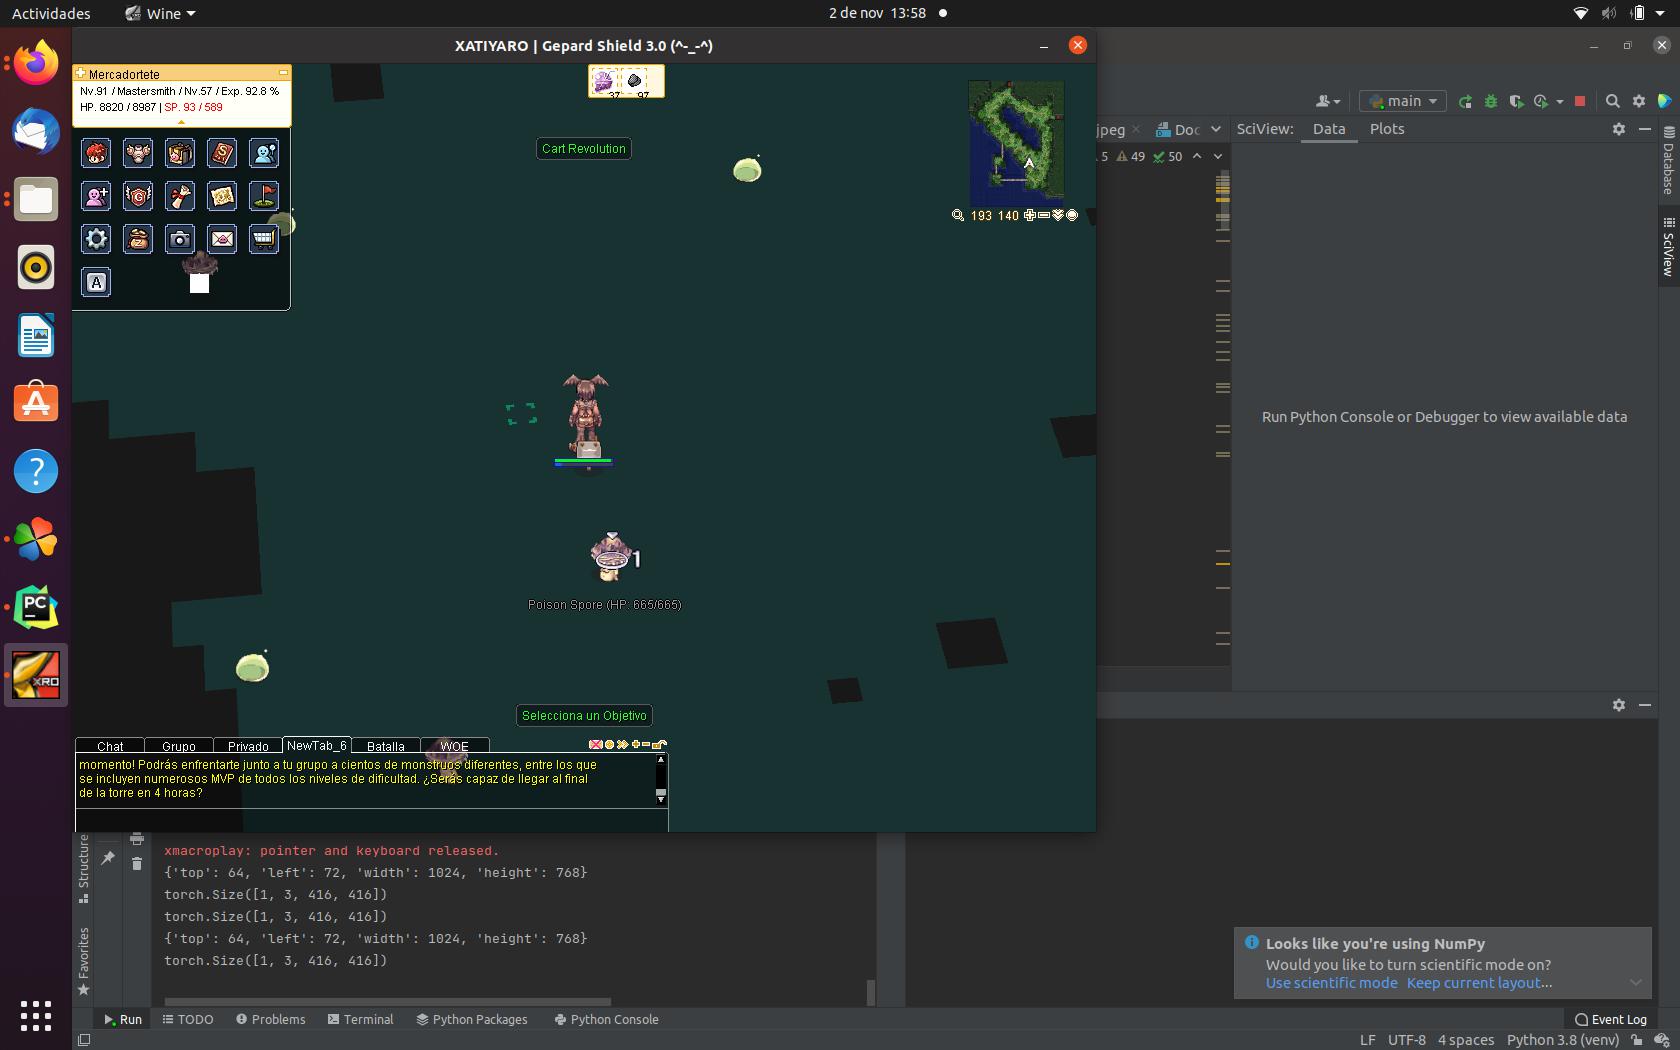 Actividades
Wine
2 de nov 13:58
XATIYARO | Gepard Shield 3.0 (^-_-^)
Mercadortete
Nv.91 / Mastersmith / Nv.57 / Exp. 92.8 %
HP. 8820 / 8987 | SP. 93 / 589
37
97
Cart Revolution
193 140
A
XRO
PC
Z
G
S
Poison Spore (HP: 665/665)
1
Selecciona un Objetivo
Chat
Grupo
Privado
NewTab_6
Batalla
WOE
momento! Podrás enfrentarte junto a tu grupo a cientos de monstruos diferentes, entre los que
se incluyen numerosos MVP de todos los niveles de dificultad. ¿Serás capaz de llegar al final
de la torre en 4 horas?
main
jpeg
Doc
SciView:
Data
Plots
5
49
50
Database
SciView
Run Python Console or Debugger to view available data
Structure
Favorites
xmacroplay: pointer and keyboard released.
{'top': 64, 'left': 72, 'width': 1024, 'height': 768}
torch.Size([1, 3, 416, 416])
torch.Size([1, 3, 416, 416])
{'top': 64, 'left': 72, 'width': 1024, 'height': 768}
torch.Size([1, 3, 416, 416])
Looks like you're using NumPy
Would you like to turn scientific mode on?
Use scientific mode Keep current layout...
Run
TODO
Problems
Terminal
Python Packages
Python Console
Event Log
LF
UTF-8
4 spaces
Python 3.8 (venv)